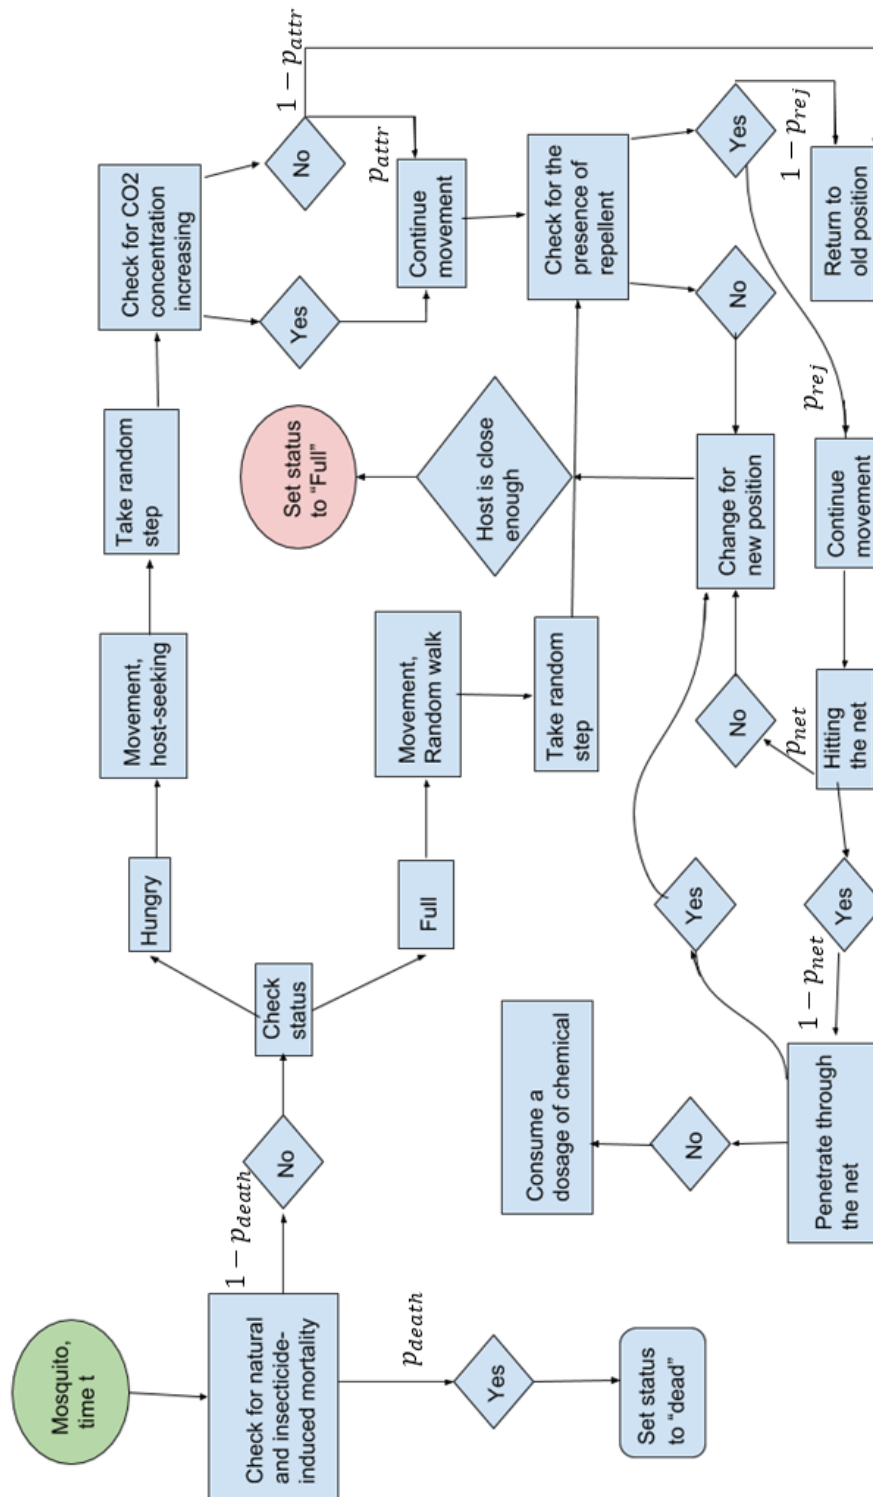 Mosquito,
time t
Check for natural
and insecticide-
induced mortality
1 − p_death
p_death
No
Yes
Set status
to "dead"
Check
status
Hungry
Full
Movement,
host-seeking
Movement,
Random walk
Take random
step
Take random
step
Check for CO2
concentration
increasing
Yes
No
1 − p_attr
p_attr
Continue
movement
Set status
to "Full"
Host is close
enough
Check for the
presence of
repellent
No
Yes
1 − p_rej
p_rej
Return to
old position
Change for
new position
Continue
movement
Hitting
the net
No
p_net
Yes
1 − p_net
Penetrate through
the net
Yes
No
Consume a
dosage of chemical